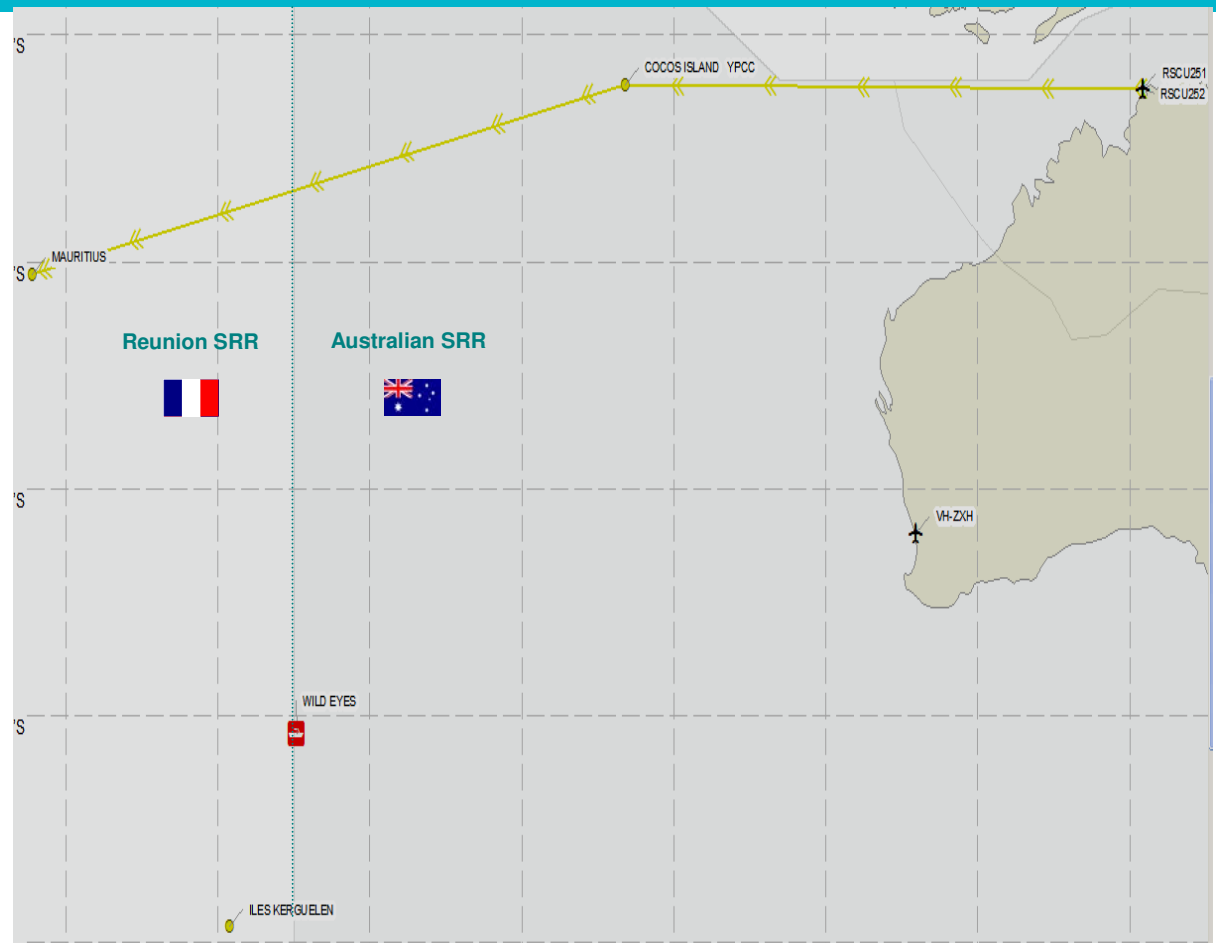 'S
COCOS ISLAND YPCC
RSCU251
RSCU252
MAURITIUS
'S
Reunion SRR
Australian SRR
'S
VH-ZXH
WILD EYES
'S
ILES KERGUELEN